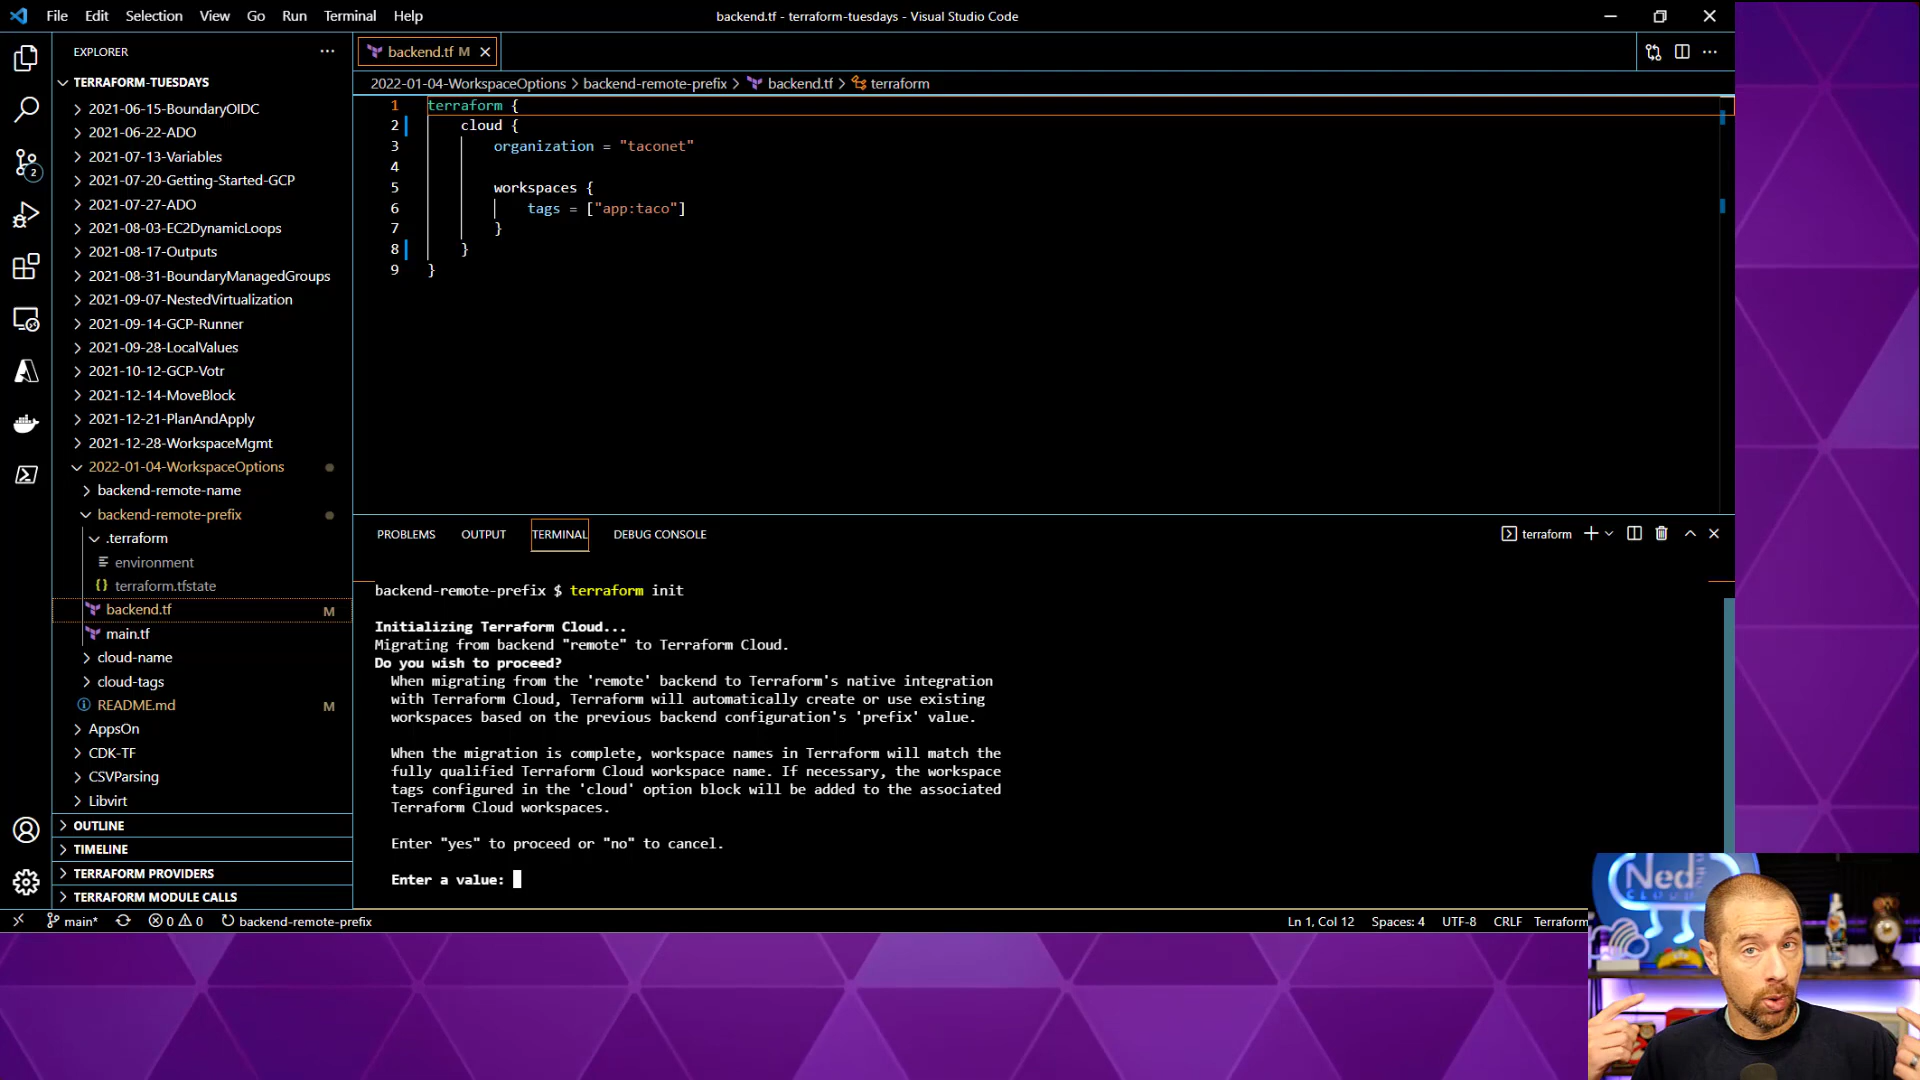 File Edit Selection View Go Run Terminal Help
backend.tf - terraform-tuesdays - Visual Studio Code
EXPLORER
TERRAFORM-TUESDAYS
2021-06-15-BoundaryOIDC
2021-06-22-ADO
2021-07-13-Variables
2021-07-20-Getting-Started-GCP
2021-07-27-ADO
2021-08-03-EC2DynamicLoops
2021-08-17-Outputs
2021-08-31-BoundaryManagedGroups
2021-09-07-NestedVirtualization
2021-09-14-GCP-Runner
2021-09-28-LocalValues
2021-10-12-GCP-Votr
2021-12-14-MoveBlock
2021-12-21-PlanAndApply
2021-12-28-WorkspaceMgmt
2022-01-04-WorkspaceOptions
backend-remote-name
backend-remote-prefix
.terraform
environment
terraform.tfstate
backend.tf M
main.tf
cloud-name
cloud-tags
README.md M
AppsOn
CDK-TF
CSVParsing
Libvirt
OUTLINE
TIMELINE
TERRAFORM PROVIDERS
TERRAFORM MODULE CALLS
2
backend.tf M
2022-01-04-WorkspaceOptions > backend-remote-prefix > backend.tf > terraform
1 terraform {
2 cloud {
3 organization = "taconet"
4
5 workspaces {
6 tags = ["app:taco"]
7 }
8 }
9 }
PROBLEMS OUTPUT TERMINAL DEBUG CONSOLE
terraform
backend-remote-prefix $ terraform init
Initializing Terraform Cloud...
Migrating from backend "remote" to Terraform Cloud.
Do you wish to proceed?
When migrating from the 'remote' backend to Terraform's native integration
with Terraform Cloud, Terraform will automatically create or use existing
workspaces based on the previous backend configuration's 'prefix' value.
When the migration is complete, workspace names in Terraform will match the
fully qualified Terraform Cloud workspace name. If necessary, the workspace
tags configured in the 'cloud' option block will be added to the associated
Terraform Cloud workspaces.
Enter "yes" to proceed or "no" to cancel.
Enter a value:
main* 0 0 backend-remote-prefix
Ln 1, Col 12 Spaces: 4 UTF-8 CRLF Terraform
Ned